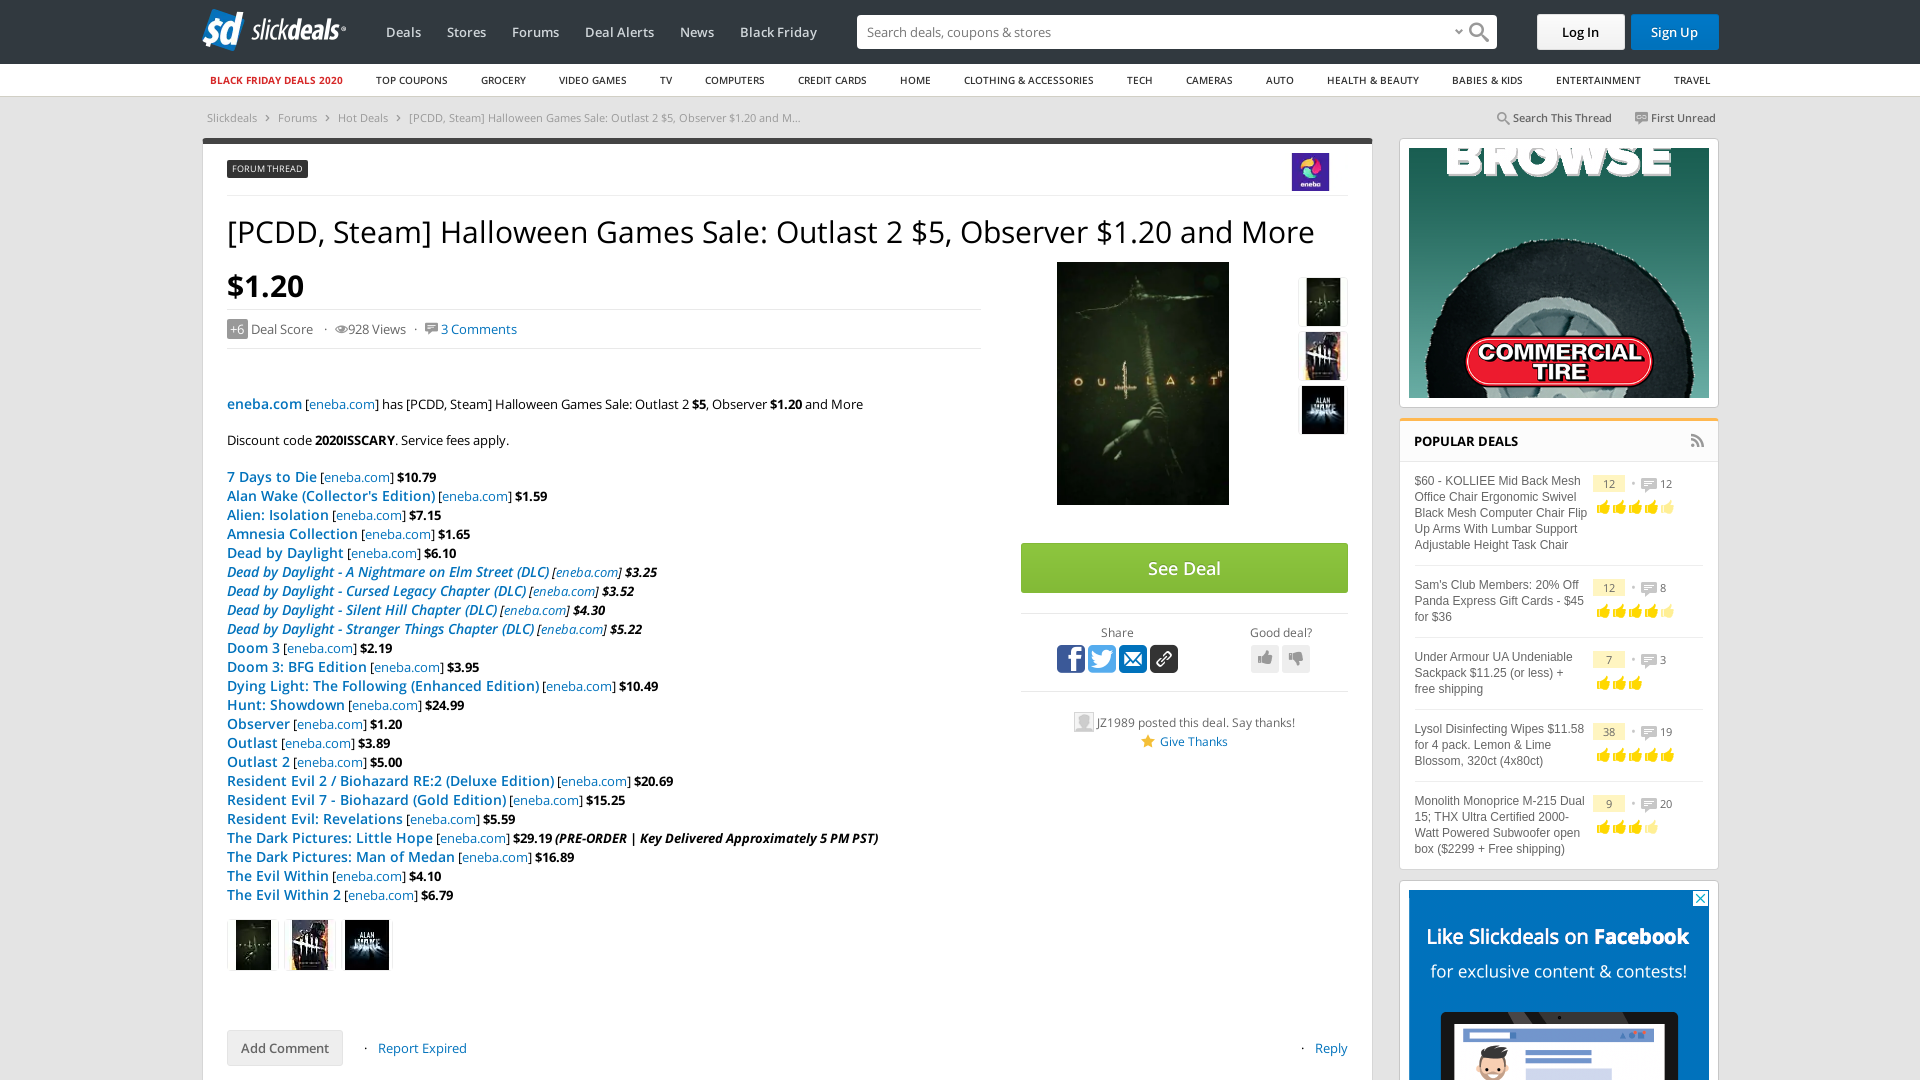 sd slickdeals
Deals Stores Forums Deal Alerts News Black Friday
Search deals, coupons & stores
Log In
Sign Up
BLACK FRIDAY DEALS 2020 TOP COUPONS GROCERY VIDEO GAMES TV COMPUTERS CREDIT CARDS HOME CLOTHING & ACCESSORIES TECH CAMERAS AUTO HEALTH & BEAUTY BABIES & KIDS ENTERTAINMENT TRAVEL
Slickdeals › Forums › Hot Deals › [PCDD, Steam] Halloween Games Sale: Outlast 2 $5, Observer $1.20 and M...
Search This Thread First Unread
FORUM THREAD
eneba
[PCDD, Steam] Halloween Games Sale: Outlast 2 $5, Observer $1.20 and More
$1.20
+6 Deal Score · 928 Views · 3 Comments
eneba.com [eneba.com] has [PCDD, Steam] Halloween Games Sale: Outlast 2 $5, Observer $1.20 and More
Discount code 2020ISSCARY. Service fees apply.
7 Days to Die [eneba.com] $10.79
Alan Wake (Collector's Edition) [eneba.com] $1.59
Alien: Isolation [eneba.com] $7.15
Amnesia Collection [eneba.com] $1.65
Dead by Daylight [eneba.com] $6.10
Dead by Daylight - A Nightmare on Elm Street (DLC) [eneba.com] $3.25
Dead by Daylight - Cursed Legacy Chapter (DLC) [eneba.com] $3.52
Dead by Daylight - Silent Hill Chapter (DLC) [eneba.com] $4.30
Dead by Daylight - Stranger Things Chapter (DLC) [eneba.com] $5.22
Doom 3 [eneba.com] $2.19
Doom 3: BFG Edition [eneba.com] $3.95
Dying Light: The Following (Enhanced Edition) [eneba.com] $10.49
Hunt: Showdown [eneba.com] $24.99
Observer [eneba.com] $1.20
Outlast [eneba.com] $3.89
Outlast 2 [eneba.com] $5.00
Resident Evil 2 / Biohazard RE:2 (Deluxe Edition) [eneba.com] $20.69
Resident Evil 7 - Biohazard (Gold Edition) [eneba.com] $15.25
Resident Evil: Revelations [eneba.com] $5.59
The Dark Pictures: Little Hope [eneba.com] $29.19 (PRE-ORDER | Key Delivered Approximately 5 PM PST)
The Dark Pictures: Man of Medan [eneba.com] $16.89
The Evil Within [eneba.com] $4.10
The Evil Within 2 [eneba.com] $6.79
ALAN WAKE
Add Comment · Report Expired
· Reply
OUTLAST II
ALAN WAKE
See Deal
Share
Good deal?
JZ1989 posted this deal. Say thanks!
Give Thanks
BROWSE
COMMERCIAL
TIRE
POPULAR DEALS
$60 - KOLLIEE Mid Back Mesh
Office Chair Ergonomic Swivel
Black Mesh Computer Chair Flip
Up Arms With Lumbar Support
Adjustable Height Task Chair
12 • 12
Sam's Club Members: 20% Off
Panda Express Gift Cards - $45
for $36
12 • 8
Under Armour UA Undeniable
Sackpack $11.25 (or less) +
free shipping
7 • 3
Lysol Disinfecting Wipes $11.58
for 4 pack. Lemon & Lime
Blossom, 320ct (4x80ct)
38 • 19
Monolith Monoprice M-215 Dual
15; THX Ultra Certified 2000-
Watt Powered Subwoofer open
box ($2299 + Free shipping)
9 • 20
Like Slickdeals on Facebook
for exclusive content & contests!